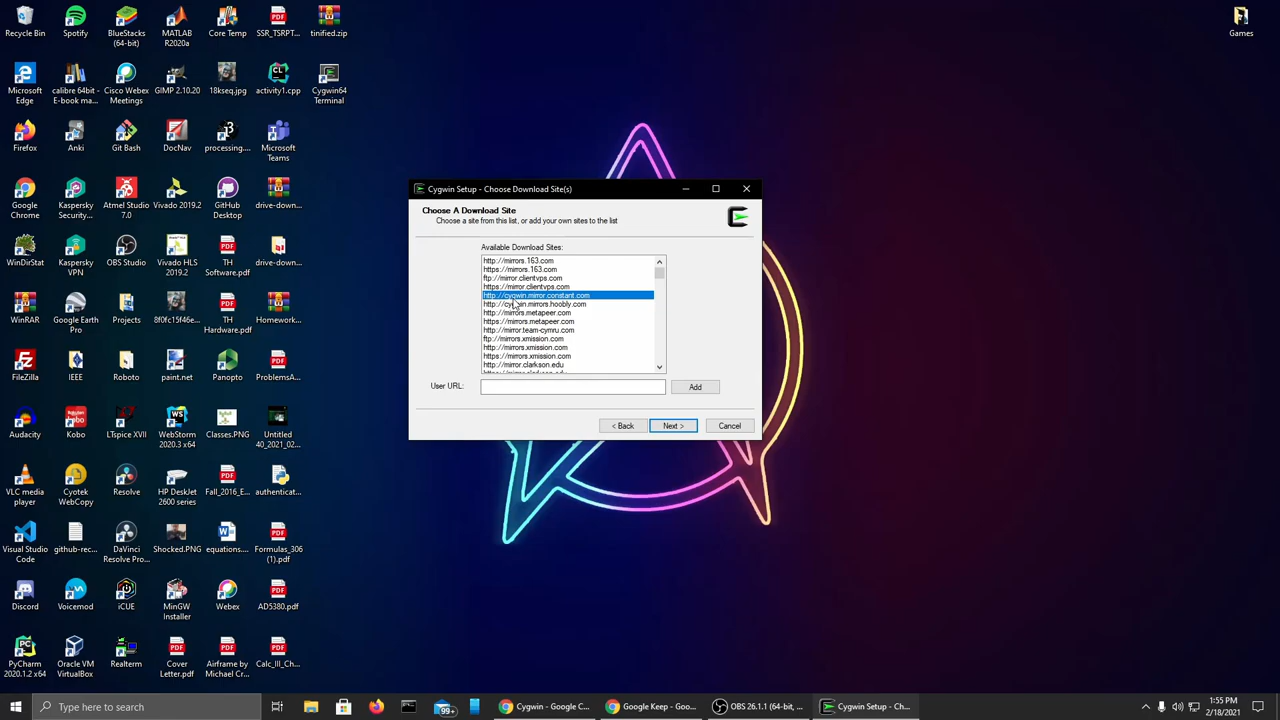 Recycle Bin
Spotify
BlueStacks
(64-bit)
MATLAB
R2020a
Core Temp
SSR_TSRPT...
tinified.zip
Games
Microsoft
Edge
calibre 64bit -
E-book ma...
Cisco Webex
Meetings
GIMP 2.10.20
18kseq.jpg
activity1.cpp
Cygwin64
Terminal
Firefox
Anki
Git Bash
DocNav
processing....
Microsoft
Teams
Google
Chrome
Kaspersky
Security...
Atmel Studio
7.0
Vivado 2019.2
GitHub
Desktop
drive-down...
WinDirStat
Kaspersky
VPN
OBS Studio
Vivado HLS
2019.2
TH
Software.pdf
drive-down...
WinRAR
Google Earth
Pro
Projects
8f0fc15f46e...
TH
Hardware.pdf
Homework...
FileZilla
IEEE
Roboto
paint.net
Panopto
ProblemsA...
Audacity
Kobo
LTspice XVII
WebStorm
2020.3 x64
Classes.PNG
Untitled
40_2021_02...
VLC media
player
Cyotek
WebCopy
Resolve
HP DeskJet
2600 series
Fall_2016_E...
authenticat...
Visual Studio
Code
github-rec...
DaVinci
Resolve Pro...
Shocked.PNG
equations....
Formulas_306
(1).pdf
Discord
Voicemod
iCUE
MinGW
Installer
Webex
AD5380.pdf
PyCharm
2020.1.2 x64
Oracle VM
VirtualBox
Realterm
Cover
Letter.pdf
Airframe by
Michael Cr...
Calc_III_Ch...
Cygwin Setup - Choose Download Site(s)
Choose A Download Site
Choose a site from this list, or add your own sites to the list
Available Download Sites:
http://mirrors.163.com
https://mirrors.163.com
ftp://mirror.clientvps.com
https://mirror.clientvps.com
http://cygwin.mirror.constant.com
http://cygwin.mirrors.hoobly.com
http://mirrors.metapeer.com
https://mirrors.metapeer.com
http://mirror.team-cymru.com
ftp://mirrors.xmission.com
http://mirrors.xmission.com
https://mirrors.xmission.com
http://mirror.clarkson.edu
User URL:
Add
< Back
Next >
Cancel
Type here to search
99+
Cygwin - Google C...
Google Keep - Goo...
OBS 26.1.1 (64-bit, ...
Cygwin Setup - Ch...
1:55 PM
2/18/2021